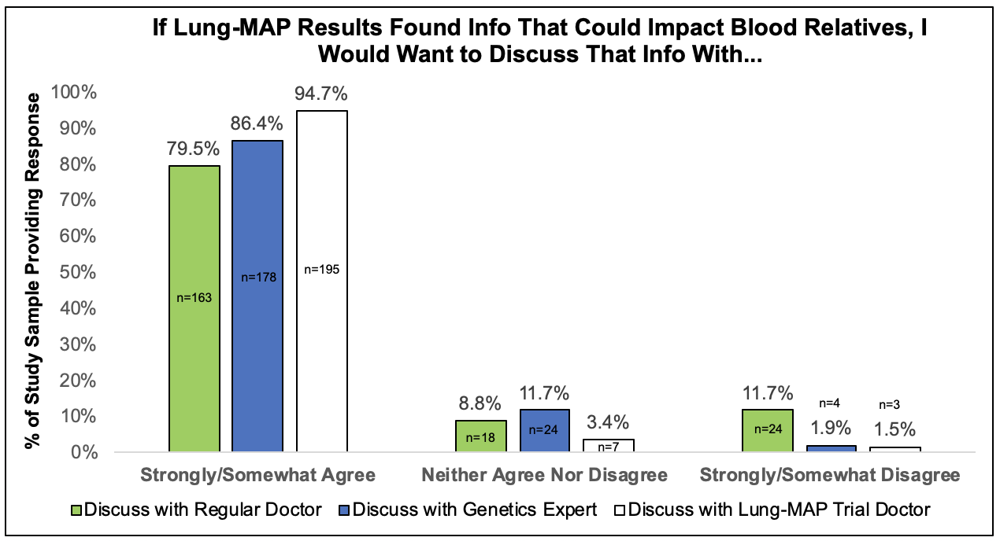 If Lung-MAP Results Found Info That Could Impact Blood Relatives, I
Would Want to Discuss That Info With...
% of Study Sample Providing Response
100%
90%
80%
70%
60%
50%
40%
30%
20%
10%
0%
79.5%
86.4%
94.7%
n=163
n=178
n=195
8.8%
11.7%
3.4%
n=18
n=24
n=7
11.7%
n=4
n=3
1.9%
1.5%
n=24
Strongly/Somewhat Agree
Neither Agree Nor Disagree
Strongly/Somewhat Disagree
Discuss with Regular Doctor
Discuss with Genetics Expert
Discuss with Lung-MAP Trial Doctor